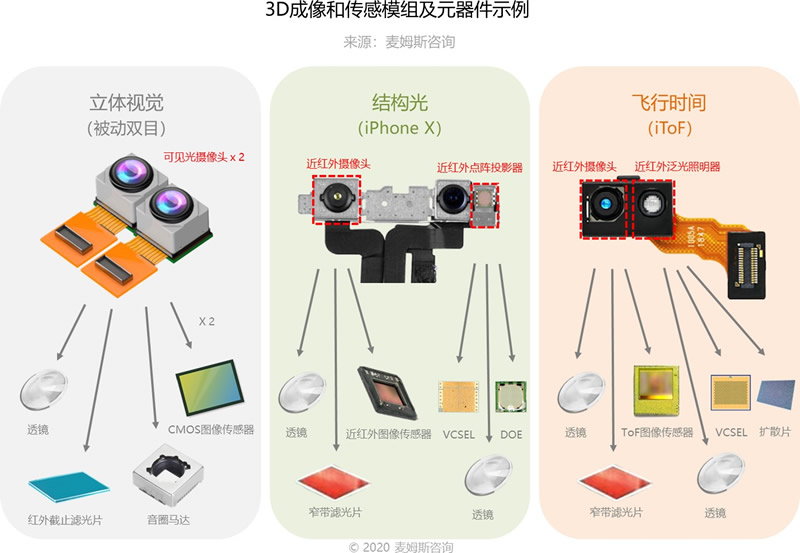 3D成像和传感模组及元器件示例
来源：麦姆斯咨询
立体视觉
（被动双目）
可见光摄像头 x 2
X 2
透镜
CMOS图像传感器
红外截止滤光片
音圈马达
结构光
（iPhone X）
近红外摄像头
近红外点阵投影器
透镜
近红外图像传感器
VCSEL
DOE
窄带滤光片
透镜
飞行时间
（iToF）
近红外摄像头
近红外泛光照明器
1005A
1847
透镜
ToF图像传感器
VCSEL
扩散片
窄带滤光片
透镜
© 2020 麦姆斯咨询